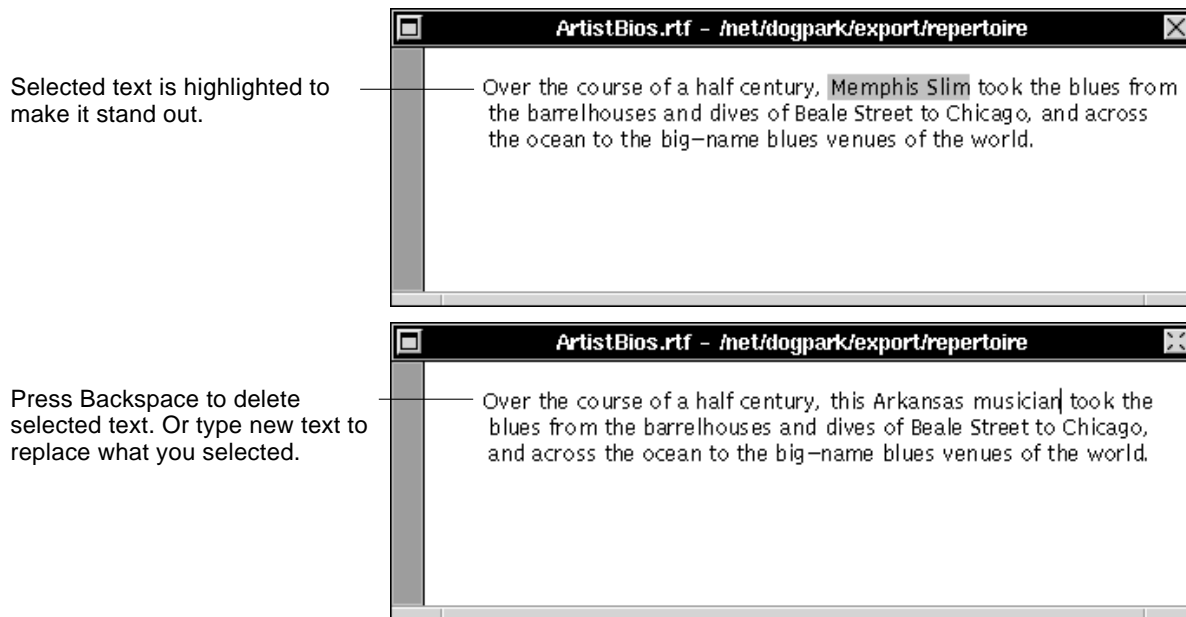 ArtistBios.rtf – /net/dogpark/export/repertoire
Selected text is highlighted to
make it stand out.
Over the course of a half century, Memphis Slim took the blues from
the barrelhouses and dives of Beale Street to Chicago, and across
the ocean to the big–name blues venues of the world.
ArtistBios.rtf – /net/dogpark/export/repertoire
Press Backspace to delete
selected text. Or type new text to
replace what you selected.
Over the course of a half century, this Arkansas musician took the
blues from the barrelhouses and dives of Beale Street to Chicago,
and across the ocean to the big–name blues venues of the world.